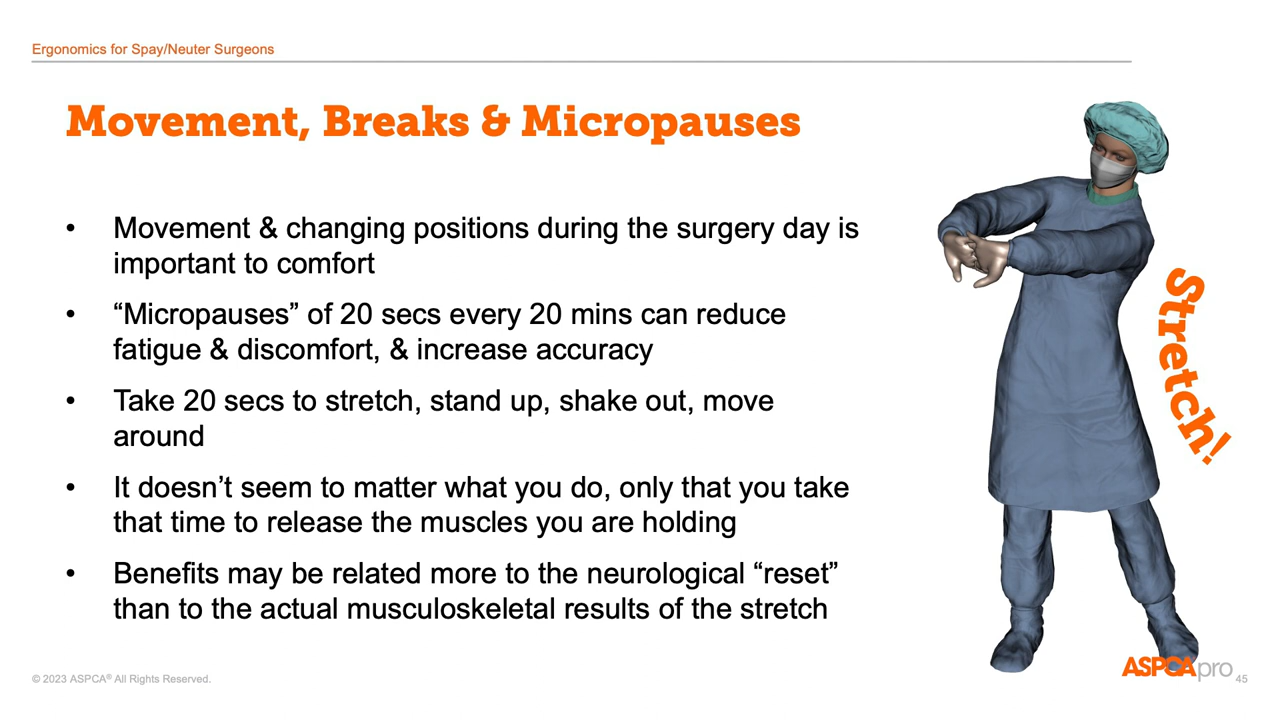 Ergonomics for Spay/Neuter Surgeons
Movement, Breaks & Micropauses
• Movement & changing positions during the surgery day is
important to comfort
• “Micropauses” of 20 secs every 20 mins can reduce
fatigue & discomfort, & increase accuracy
• Take 20 secs to stretch, stand up, shake out, move
around
• It doesn’t seem to matter what you do, only that you take
that time to release the muscles you are holding
• Benefits may be related more to the neurological “reset”
than to the actual musculoskeletal results of the stretch
Stretch!
© 2023 ASPCA® All Rights Reserved.
ASPCApro
45